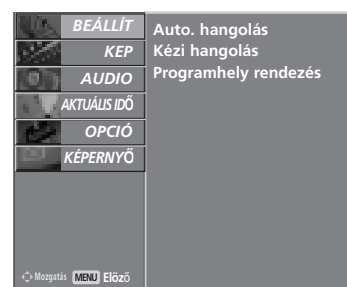 BEÁLLÍT
KEP
AUDIO
AKTUÁLIS IDŐ
OPCIÓ
KÉPERNYŐ
Auto. hangolás
Kézi hangolás
Programhely rendezés
Mozgatás MENU Előző